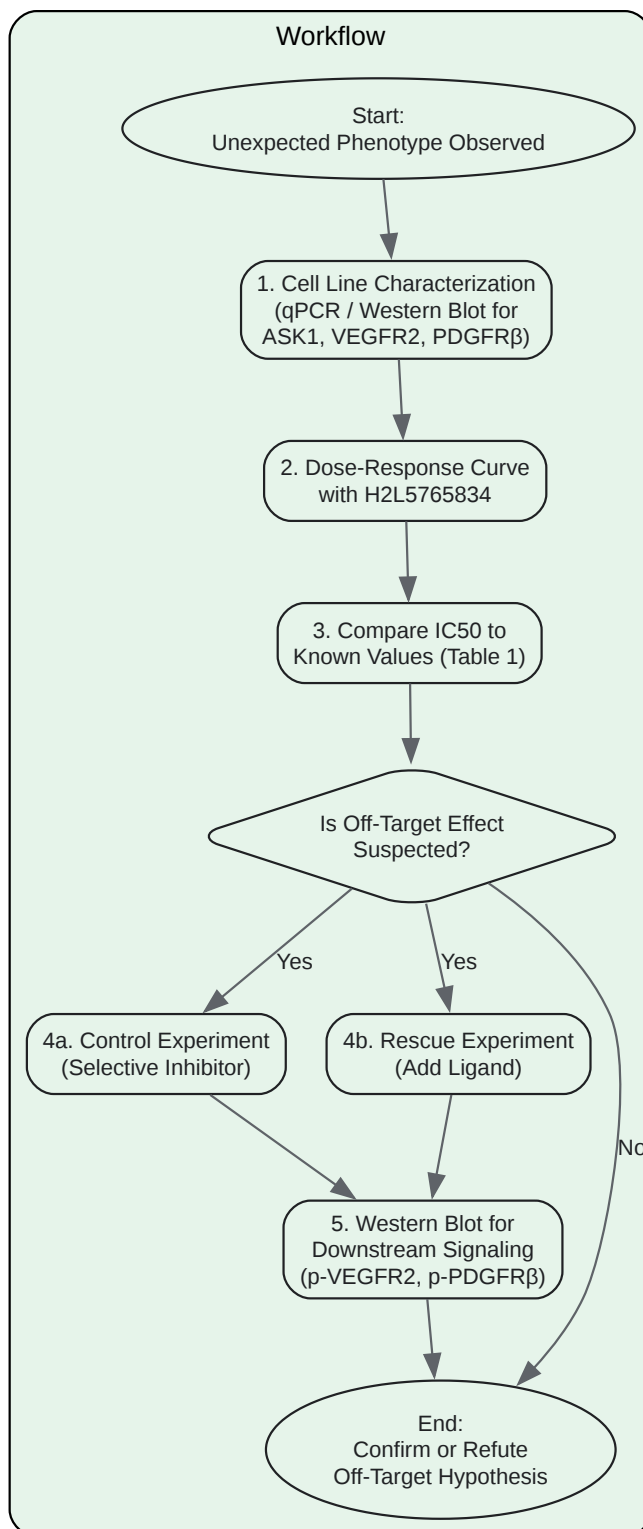 Workflow
Start:
Unexpected Phenotype Observed
1. Cell Line Characterization
(qPCR / Western Blot for
ASK1, VEGFR2, PDGFRβ)
2. Dose-Response Curve
with H2L5765834
3. Compare IC50 to
Known Values (Table 1)
Is Off-Target Effect
Suspected?
Yes
Yes
4a. Control Experiment
(Selective Inhibitor)
4b. Rescue Experiment
(Add Ligand)
No
5. Western Blot for
Downstream Signaling
(p-VEGFR2, p-PDGFRβ)
End:
Confirm or Refute
Off-Target Hypothesis